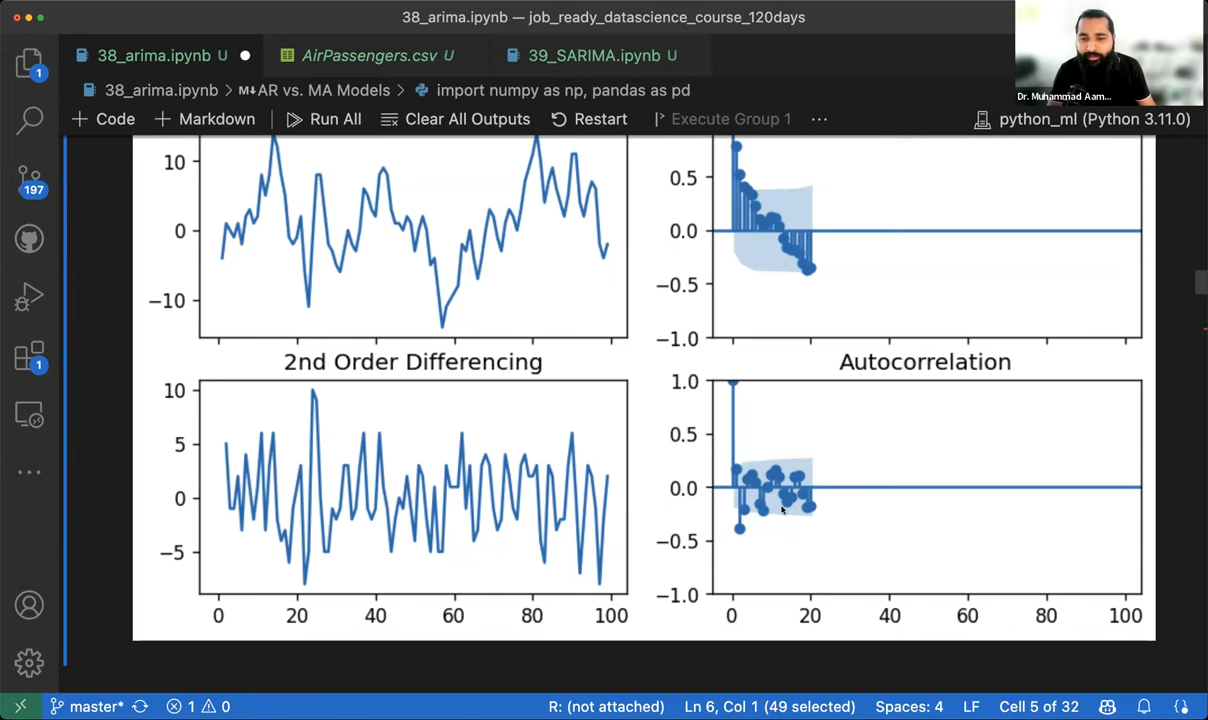 38_arima.ipynb — job_ready_datascience_course_120days
38_arima.ipynb U
AirPassengers.csv U
39_SARIMA.ipynb U
38_arima.ipynb > M↓AR vs. MA Models > import numpy as np, pandas as pd
+ Code + Markdown | Run All Clear All Outputs Restart Execute Group 1 ...
python_ml (Python 3.11.0)
Dr. Muhammad Aam...
1
197
1
10
0
−10
0.5
0.0
−0.5
−1.0
2nd Order Differencing
10
5
0
−5
0 20 40 60 80 100
Autocorrelation
1.0
0.5
0.0
−0.5
−1.0
0 20 40 60 80 100
master* 1 0
R: (not attached) Ln 6, Col 1 (49 selected) Spaces: 4 LF Cell 5 of 32